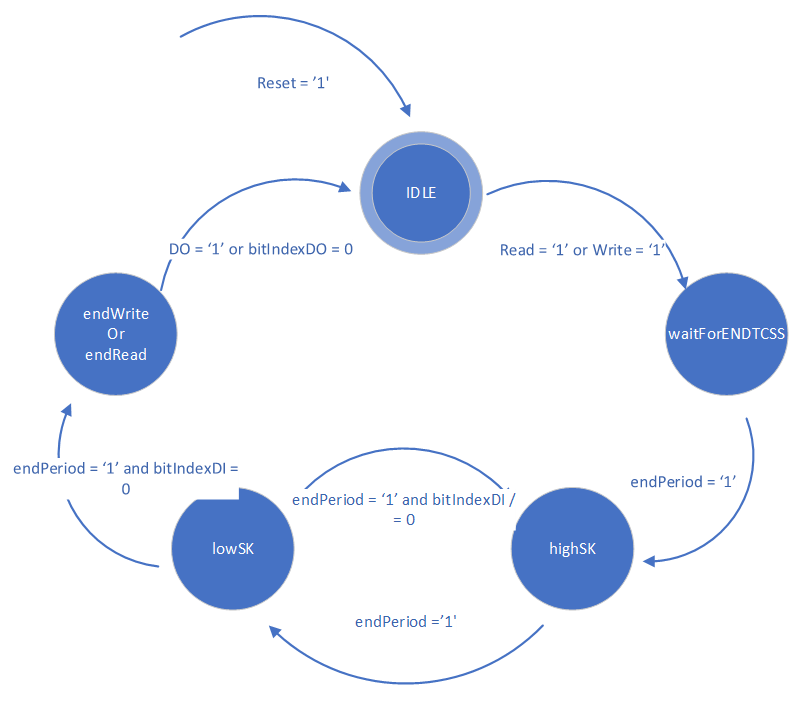 Reset = ’1'
IDLE
DO = ‘1’ or bitIndexDO = 0
Read = ‘1’ or Write = ‘1’
endWrite
Or
endRead
waitForENDTCSS
endPeriod = ‘1’ and bitIndexDI =
0
endPeriod = ‘1’ and bitIndexDI /
= 0
endPeriod = ‘1’
lowSK
highSK
endPeriod =’1'